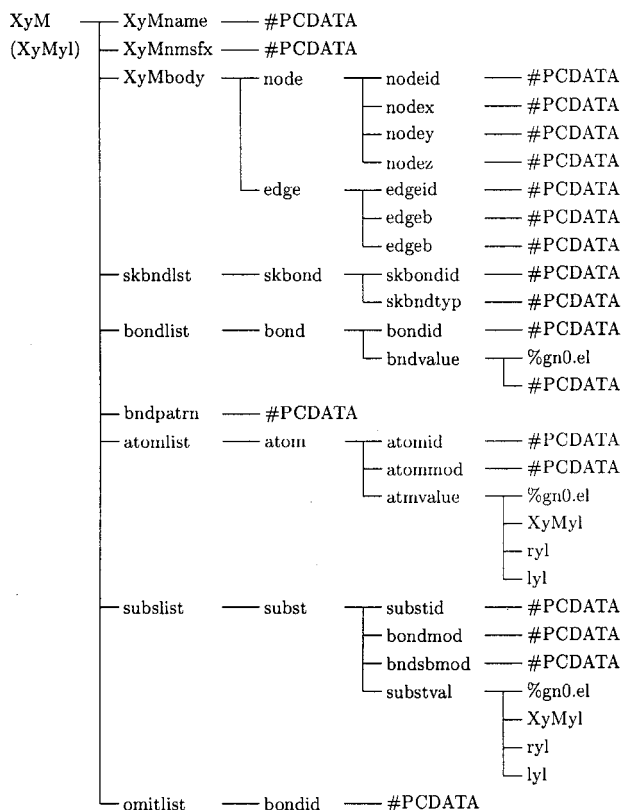 XyM XyMname #PCDATA
(XyMyl) XyMnmsfx #PCDATA
XyMbody node nodeid #PCDATA
nodex #PCDATA
nodey #PCDATA
nodez #PCDATA
edge edgeid #PCDATA
edgeb #PCDATA
edgeb #PCDATA
skbndlst skbond skbondid #PCDATA
skbndtyp #PCDATA
bondlist bond bondid #PCDATA
bndvalue %gn0.el
#PCDATA
bndpatrn #PCDATA
atomlist atom atomid #PCDATA
atommod #PCDATA
atmvalue %gn0.el
XyMyl
ryl
lyl
subslist subst substid #PCDATA
bondmod #PCDATA
bndsbmod #PCDATA
substval %gn0.el
XyMyl
ryl
lyl
omitlist bondid #PCDATA